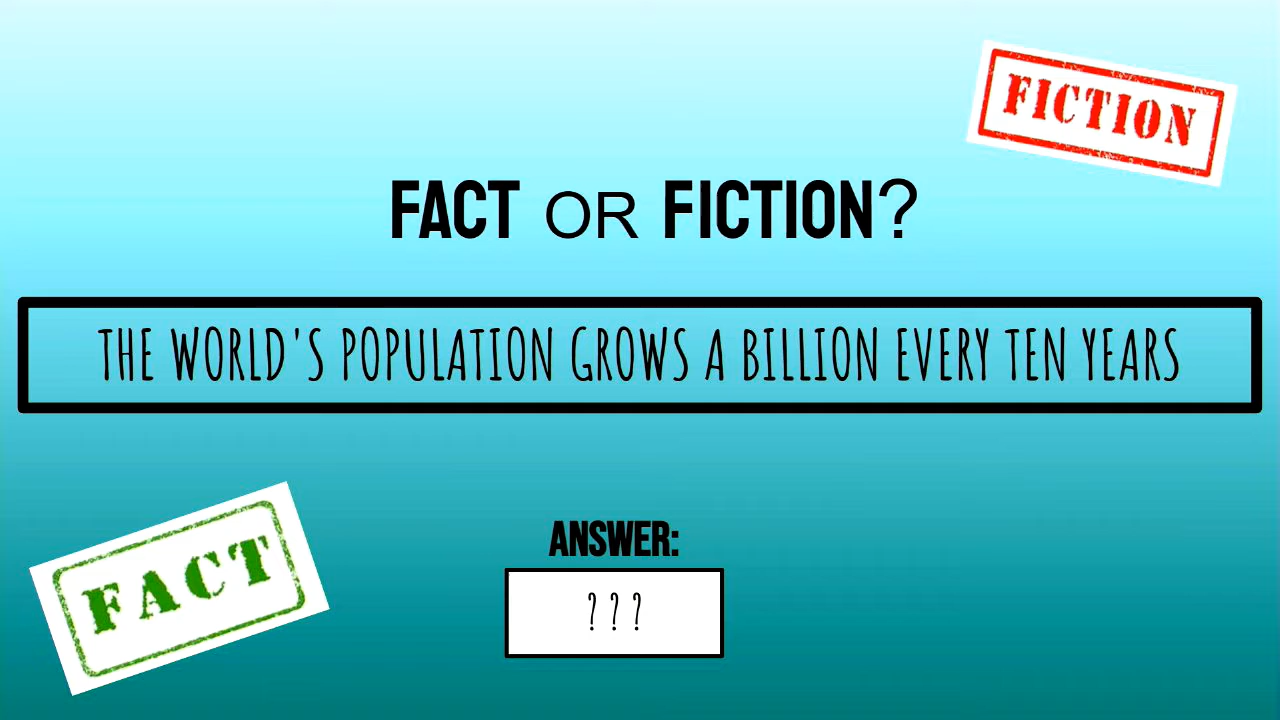 FICTION
FACT OR FICTION?
THE WORLD'S POPULATION GROWS A BILLION EVERY TEN YEARS
FACT
ANSWER:
? ? ?